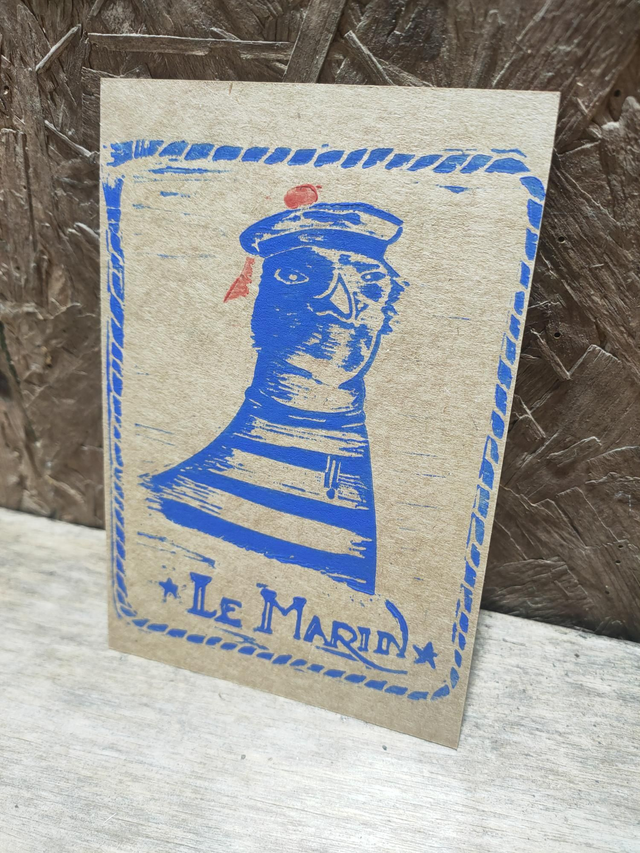 ★ LE MARIN ★